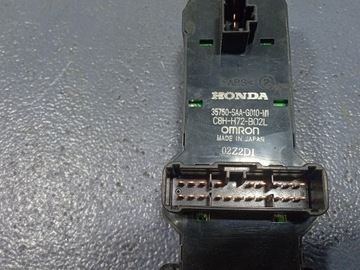 HONDA
35750-SAA-G010-M1
CBH-H72-B02L
OMRON
MADE IN JAPAN
02Z2D1